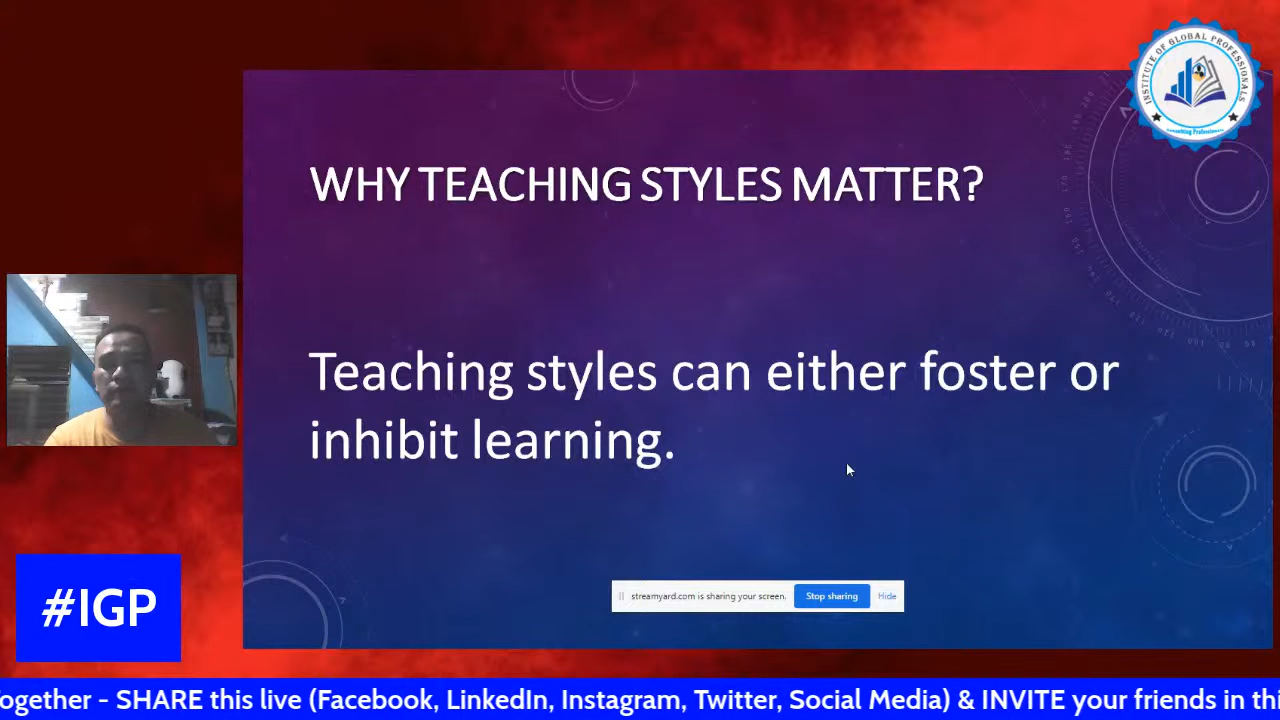 INSTITUTE OF GLOBAL PROFESSIONALS
WHY TEACHING STYLES MATTER?
Teaching styles can either foster or
inhibit learning.
#IGP
streamyard.com is sharing your screen.
Stop sharing
Hide
ogether - SHARE this live (Facebook, LinkedIn, Instagram, Twitter, Social Media) & INVITE your friends in thi